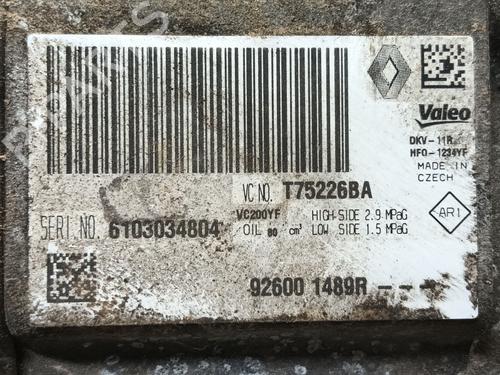 Valeo
DKV-11R
HFO-1234YF
MADE IN
CZECH
VC NO. T75226BA
SERI NO. 6103034804
VC200YF HIGH-SIDE 2.9 MPaG
OIL 80 cm³ LOW SIDE 1.5 MPaG
AR1
92600 1489R - - - -